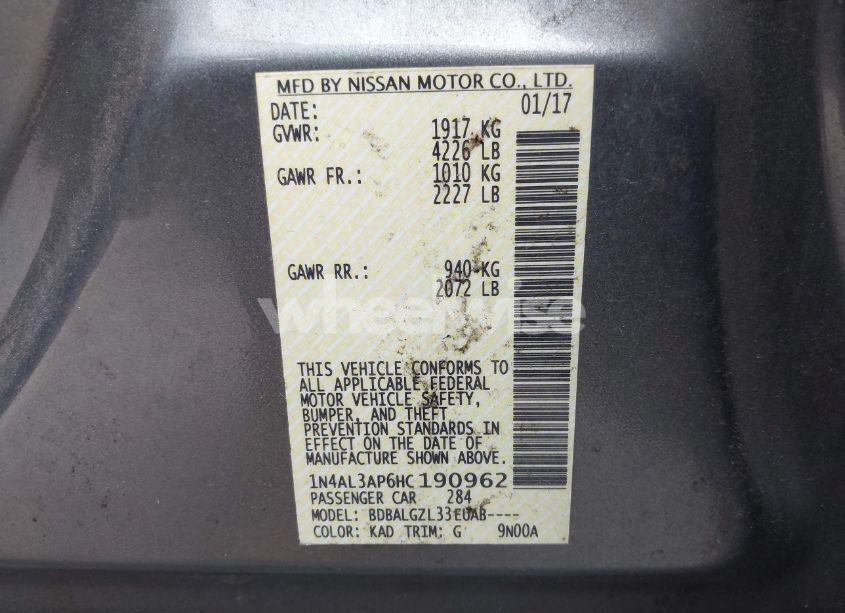 MFD BY NISSAN MOTOR CO., LTD.
DATE: 01/17
GVWR: 1917 KG
4226 LB
GAWR FR.: 1010 KG
2227 LB
GAWR RR.: 940 KG
2072 LB
wheelwise
THIS VEHICLE CONFORMS TO
ALL APPLICABLE FEDERAL
MOTOR VEHICLE SAFETY,
BUMPER, AND THEFT
PREVENTION STANDARDS IN
EFFECT ON THE DATE OF
MANUFACTURE SHOWN ABOVE.
1N4AL3AP6HC190962
PASSENGER CAR 284
MODEL: BDBALGZL33EUAB----
COLOR: KAD TRIM: G 9N00A